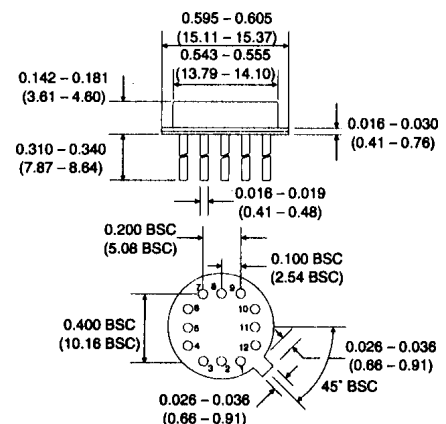 0.595 – 0.605
(15.11 – 15.37)
0.543 – 0.555
(13.79 – 14.10)
0.142 – 0.181
(3.61 – 4.60)
0.016 – 0.030
(0.41 – 0.76)
0.310 – 0.340
(7.87 – 8.64)
0.016 – 0.019
(0.41 – 0.48)
0.200 BSC
(5.08 BSC)
0.100 BSC
(2.54 BSC)
7 8 9
6 10
0.400 BSC
(10.16 BSC)
5 11
4 12
3 2 1
0.026 – 0.036
(0.66 – 0.91)
45° BSC
0.026 – 0.036
(0.66 – 0.91)